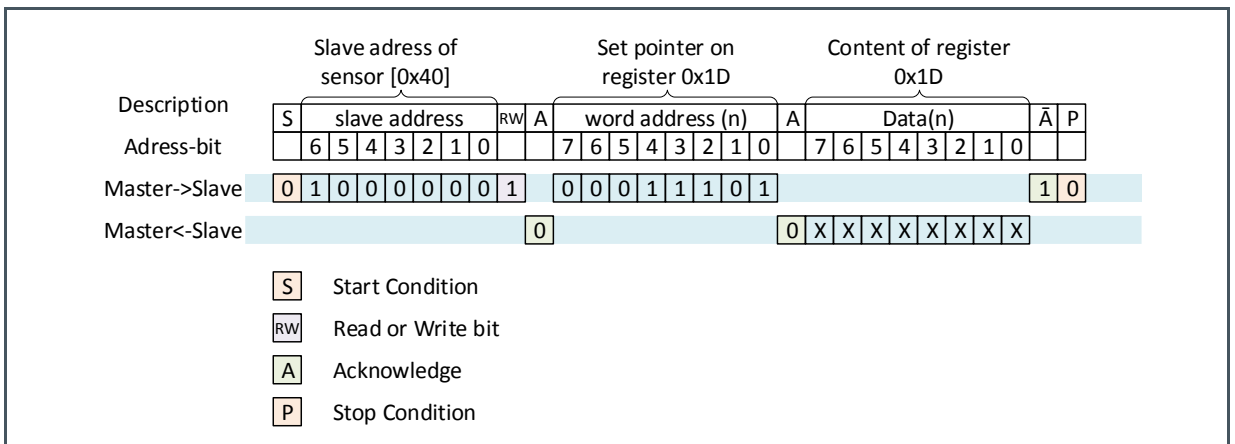 Slave adress of Set pointer on Content of register
sensor [0x40] register 0x1D 0x1D
Description S slave address RW A word address (n) A Data(n) Ā P
Adress-bit 6 5 4 3 2 1 0 7 6 5 4 3 2 1 0 7 6 5 4 3 2 1 0
Master->Slave 0 1 0 0 0 0 0 0 1 0 0 0 1 1 1 0 1 1 0
Master<-Slave 0 0 X X X X X X X X
S Start Condition
RW Read or Write bit
A Acknowledge
P Stop Condition